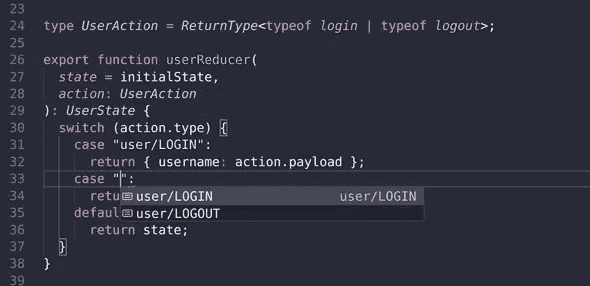 23
24 type UserAction = ReturnType<typeof login | typeof logout>;
25
26 export function userReducer(
27   state = initialState,
28   action: UserAction
29 ): UserState {
30   switch (action.type) {
31     case "user/LOGIN":
32       return { username: action.payload };
33     case "":
34       retu user/LOGIN user/LOGIN
35     defaul user/LOGOUT
36       return state;
37   }
38 }
39